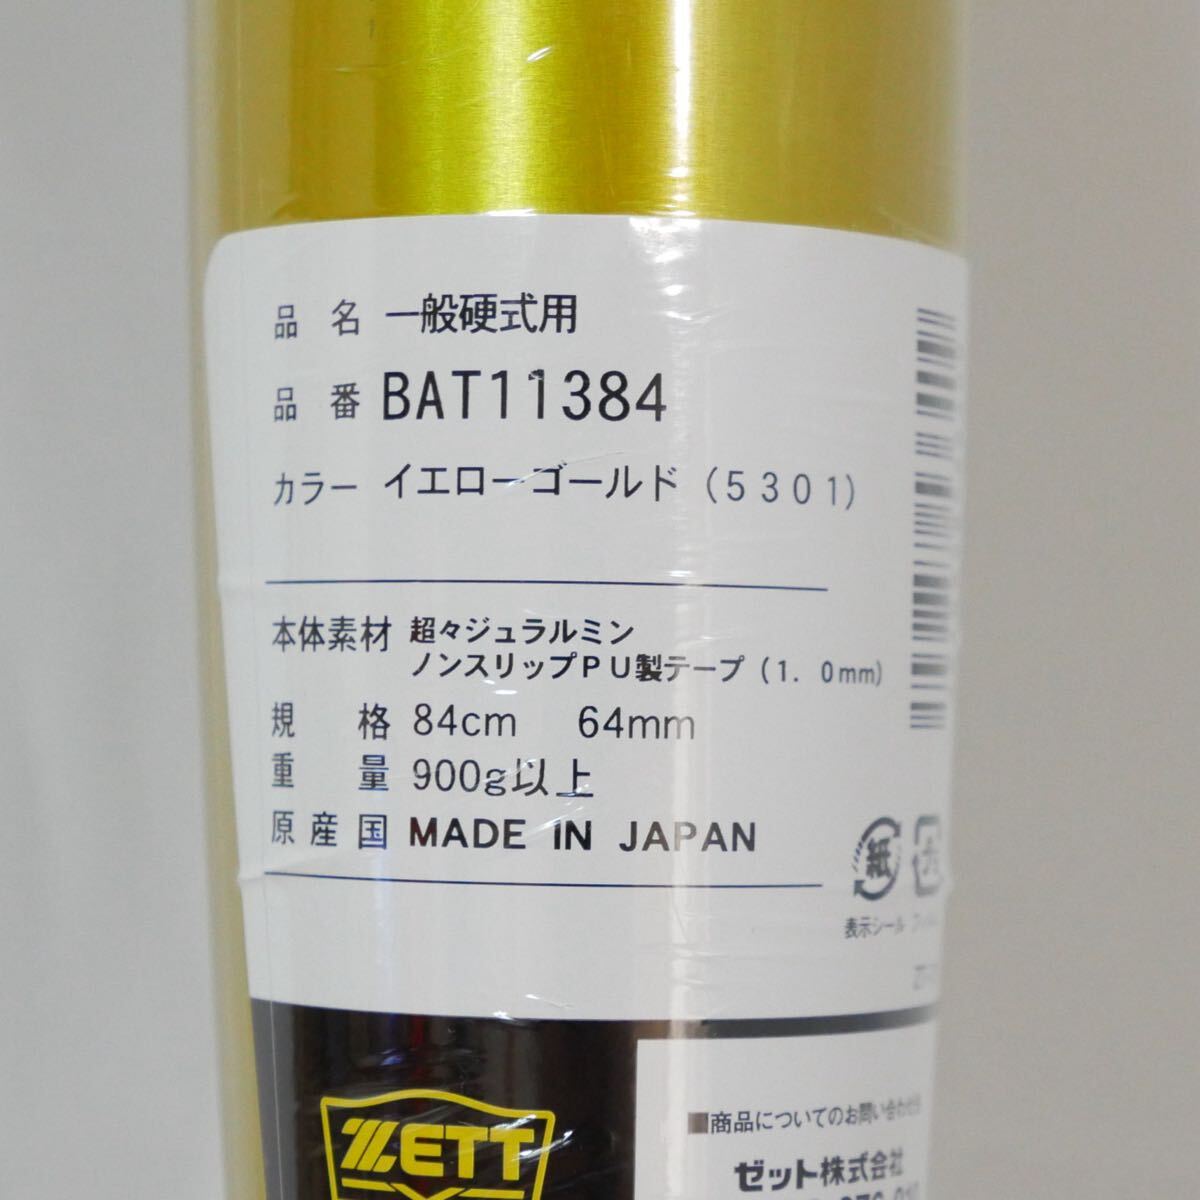 品名 一般硬式用
品番 BAT11384
カラー イエローゴールド(5301)
本体素材 超々ジュラルミン
ノンスリップPU製テープ(1.0mm)
規格 84cm 64mm
重量 900g以上
原産国 MADE IN JAPAN
紙
表示シール
ZETT
■商品についてのお問い合わせ
ゼット株式会社